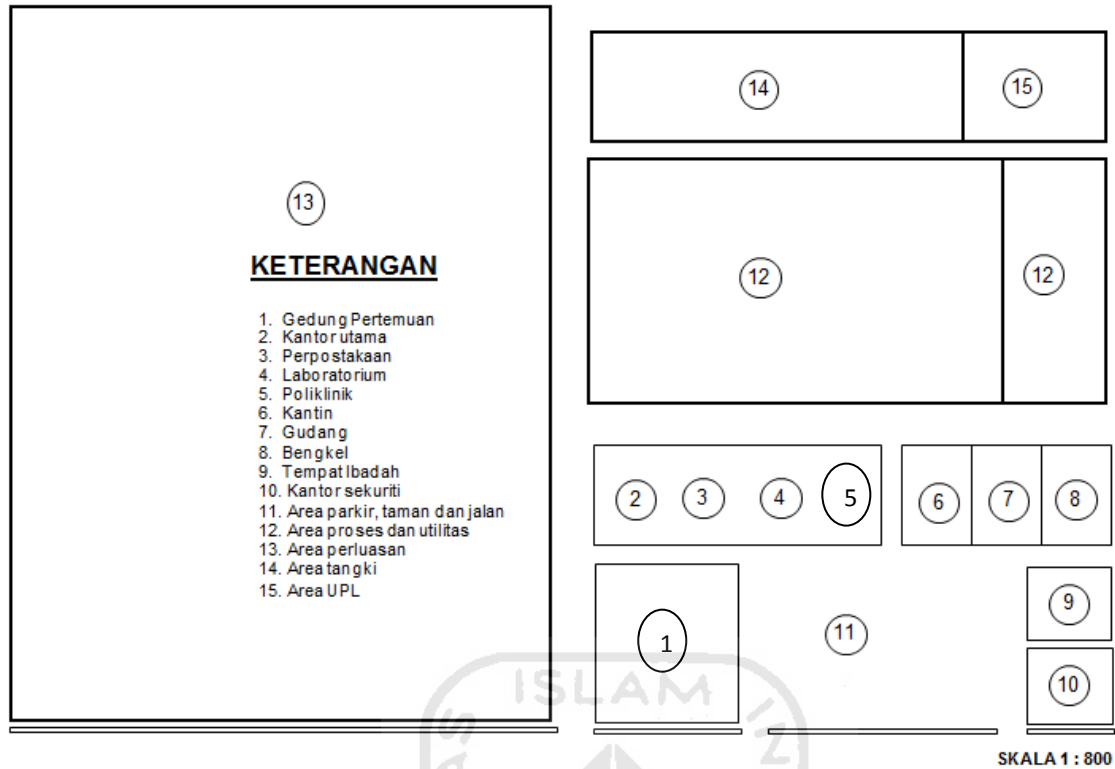 14
15
13
12
12
KETERANGAN
1. Gedung Pertemuan
2. Kantor utama
3. Perpostakaan
4. Laboratorium
5. Poliklinik
6. Kantin
7. Gudang
8. Bengkel
9. Tempat Ibadah
10. Kantor sekuriti
11. Area parkir, taman dan jalan
12. Area proses dan utilitas
13. Area perluasan
14. Area tangki
15. Area UPL
2 3 4 5 6 7 8
1
11
9
10
ISLAM
SKALA 1 : 800